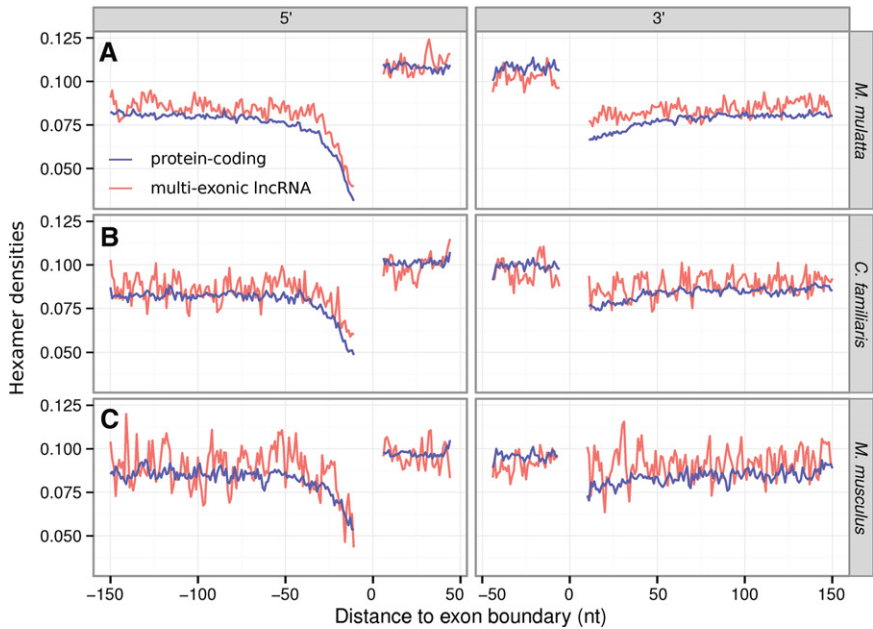 5' 3'
A
0.125
0.100
0.075
0.050
protein-coding
multi-exonic lncRNA
M. mulatta
B
0.125
0.100
0.075
0.050
C. familiaris
C
0.125
0.100
0.075
0.050
M. musculus
Hexamer densities
−150 −100 −50 0 50 −50 0 50 100 150
Distance to exon boundary (nt)